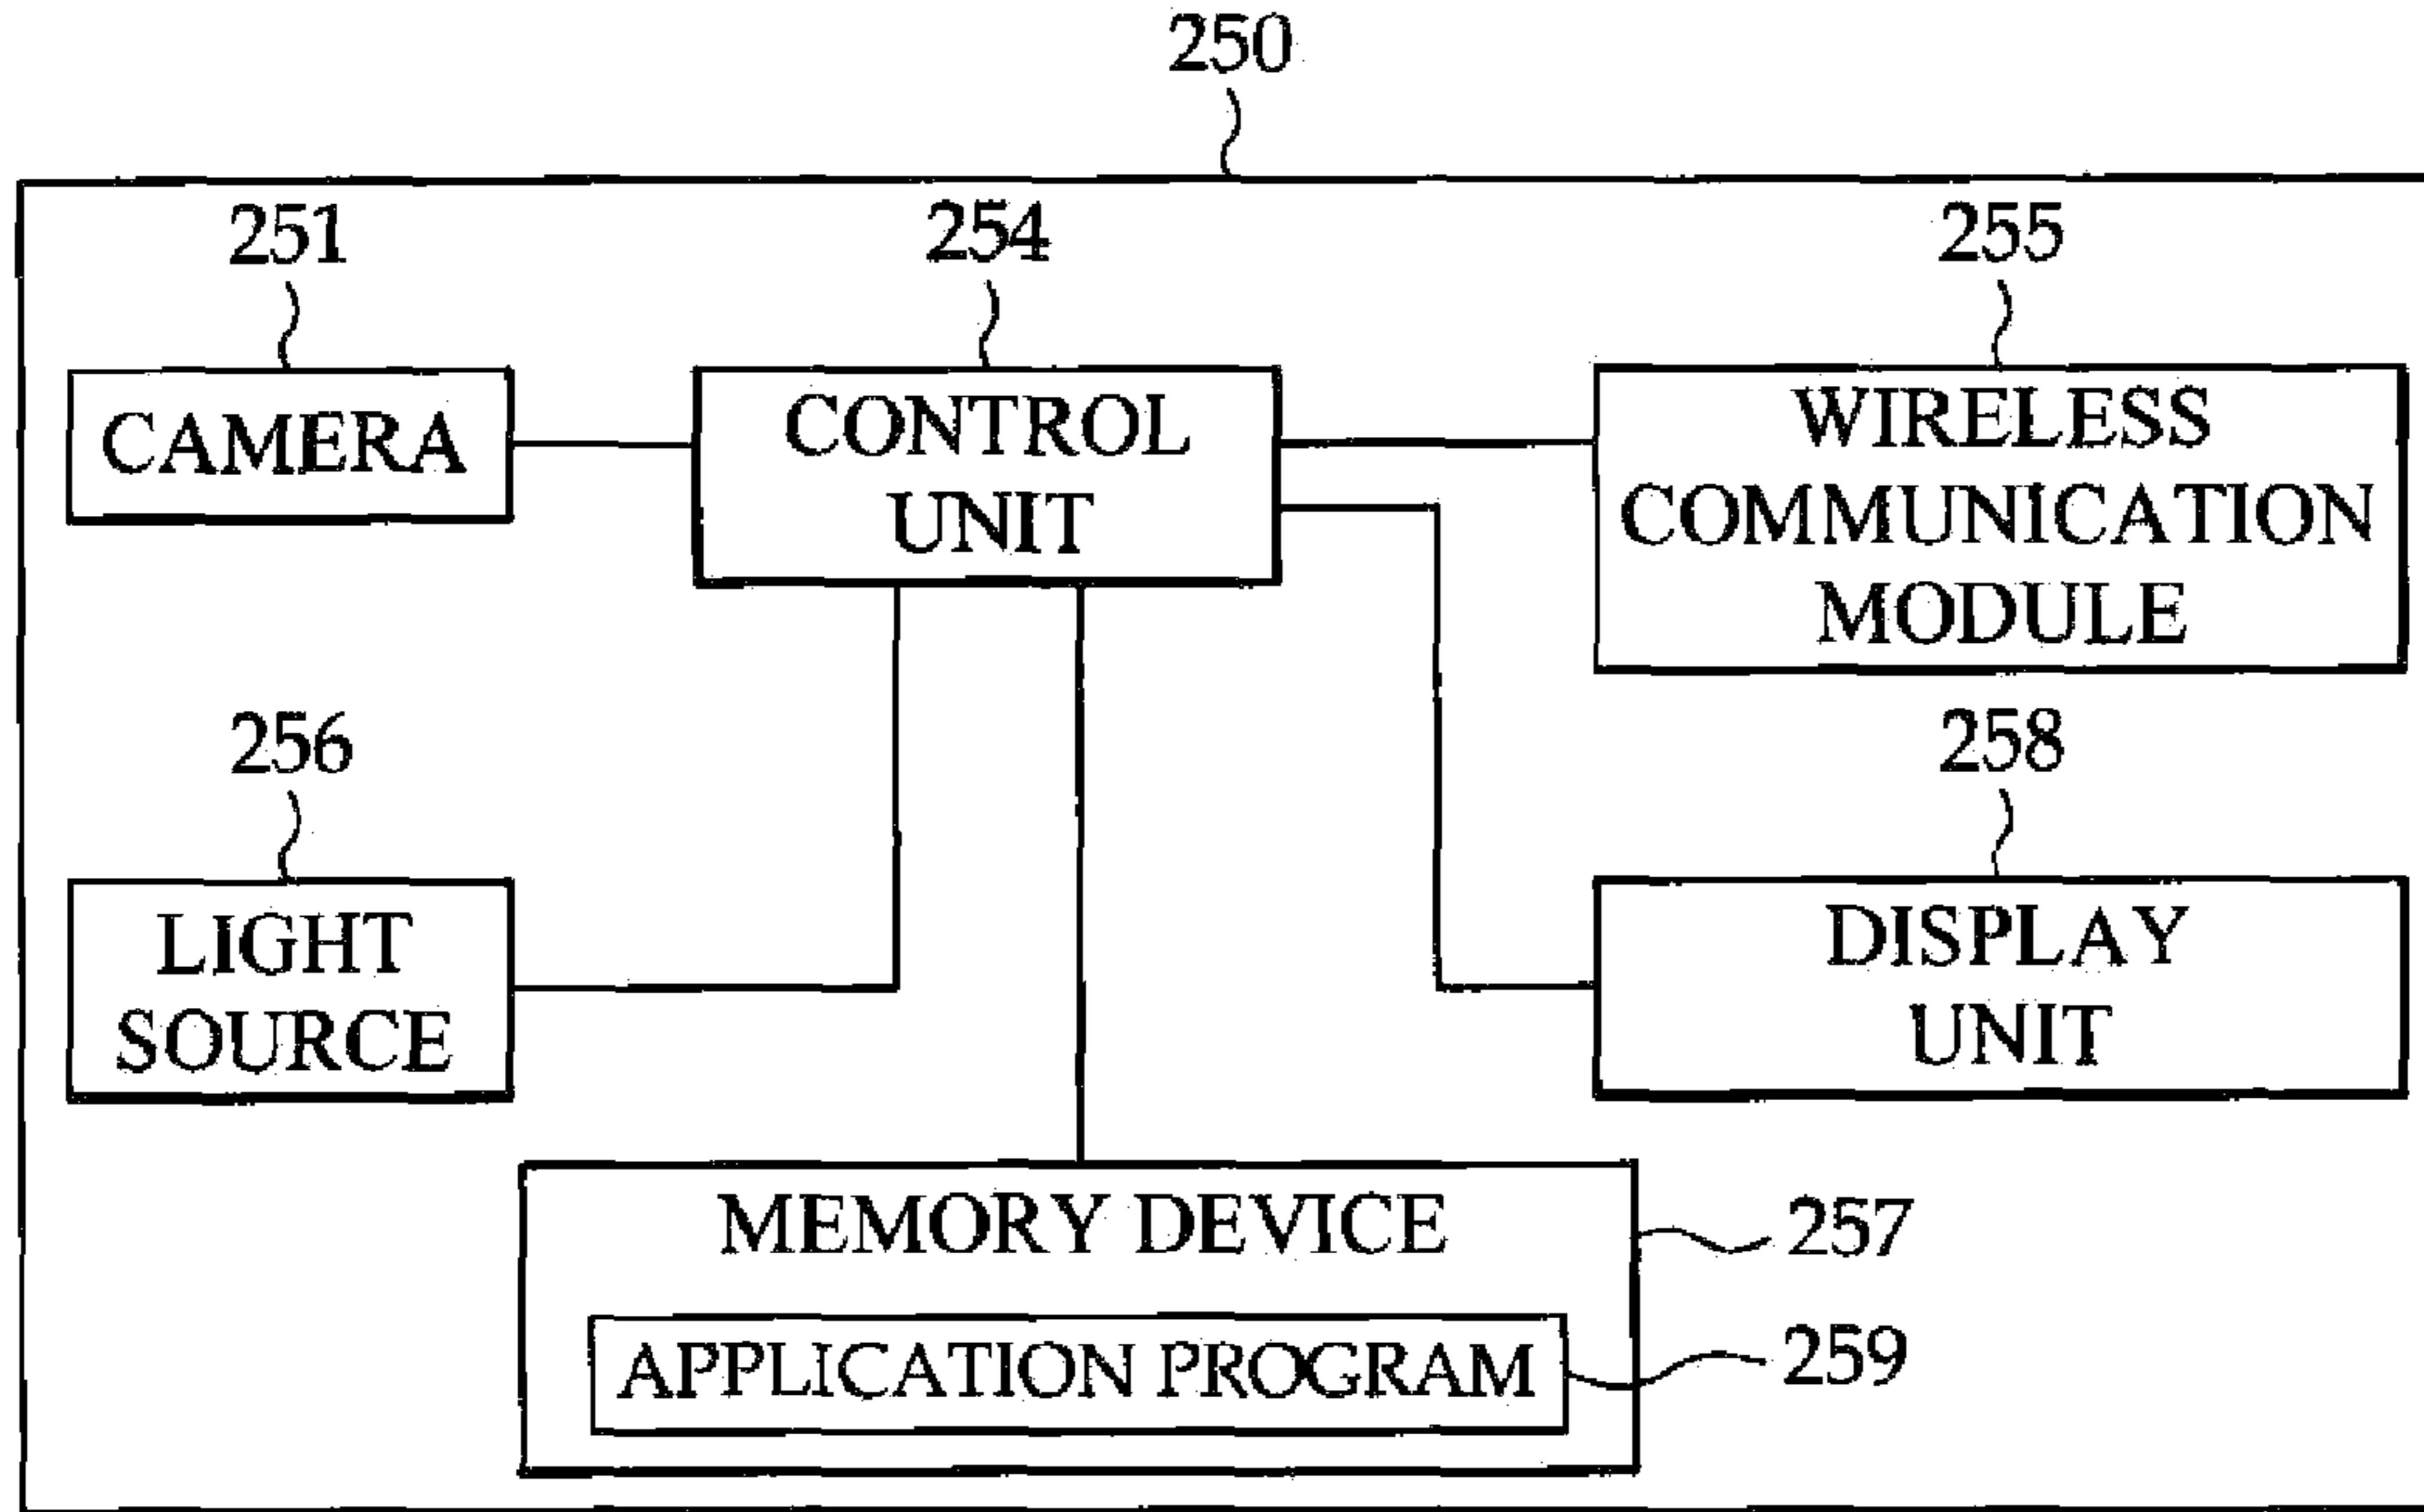 250
251
254
255
CAMERA
CONTROL
UNIT
WIRELESS
COMMUNICATION
MODULE
256
258
LIGHT
SOURCE
DISPLAY
UNIT
MEMORY DEVICE
257
APPLICATION PROGRAM
259